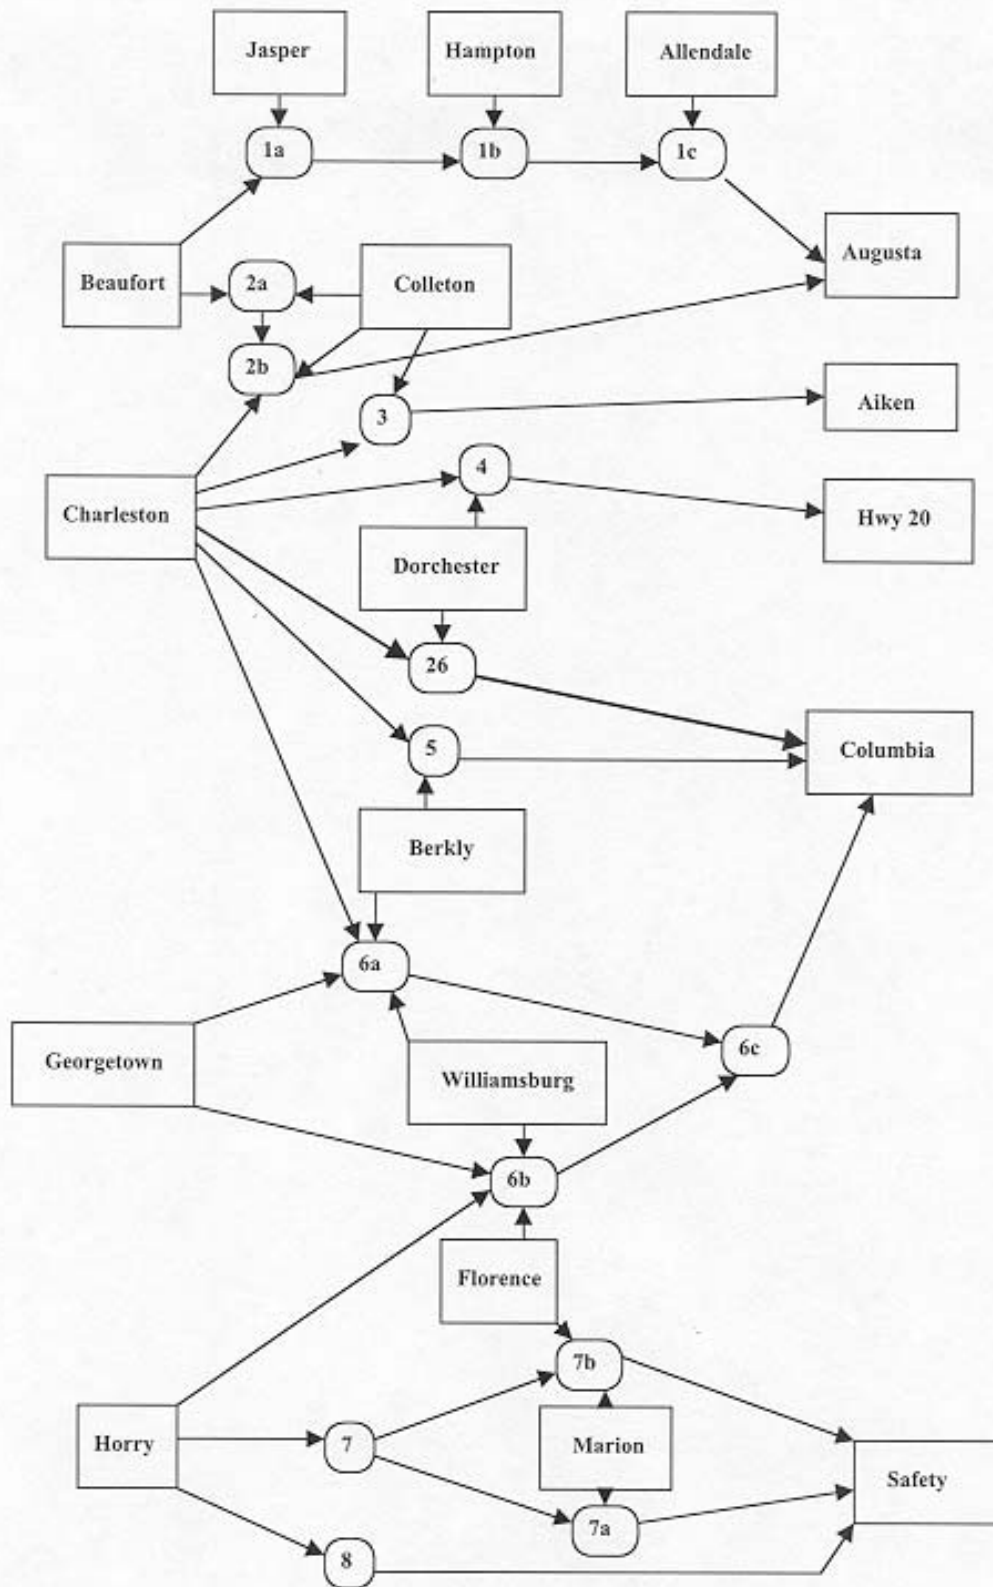 Jasper
Hampton
Allendale
1a
1b
1c
Augusta
Beaufort
2a
Colleton
2b
3
Aiken
4
Charleston
Hwy 20
Dorchester
26
5
Columbia
Berkly
6a
6c
Georgetown
Williamsburg
6b
Florence
7b
Horry
7
Marion
Safety
7a
8